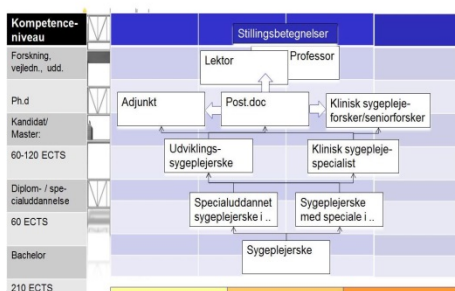 Kompetence-
niveau
Stillingsbetegnelser
Forskning,
vejledn., udd.
Lektor
Professor
Ph.d
Adjunkt
Post.doc
Klinisk sygepleje-
forsker/seniorforsker
Kandidat/
Master:
60-120 ECTS
Udviklings-
sygeplejerske
Klinisk sygepleje-
specialist
Diplom- / spe-
cialuddannelse
60 ECTS
Specialuddannet
sygeplejerske i ..
Sygeplejerske
med speciale i ..
Bachelor
Sygeplejerske
210 ECTS